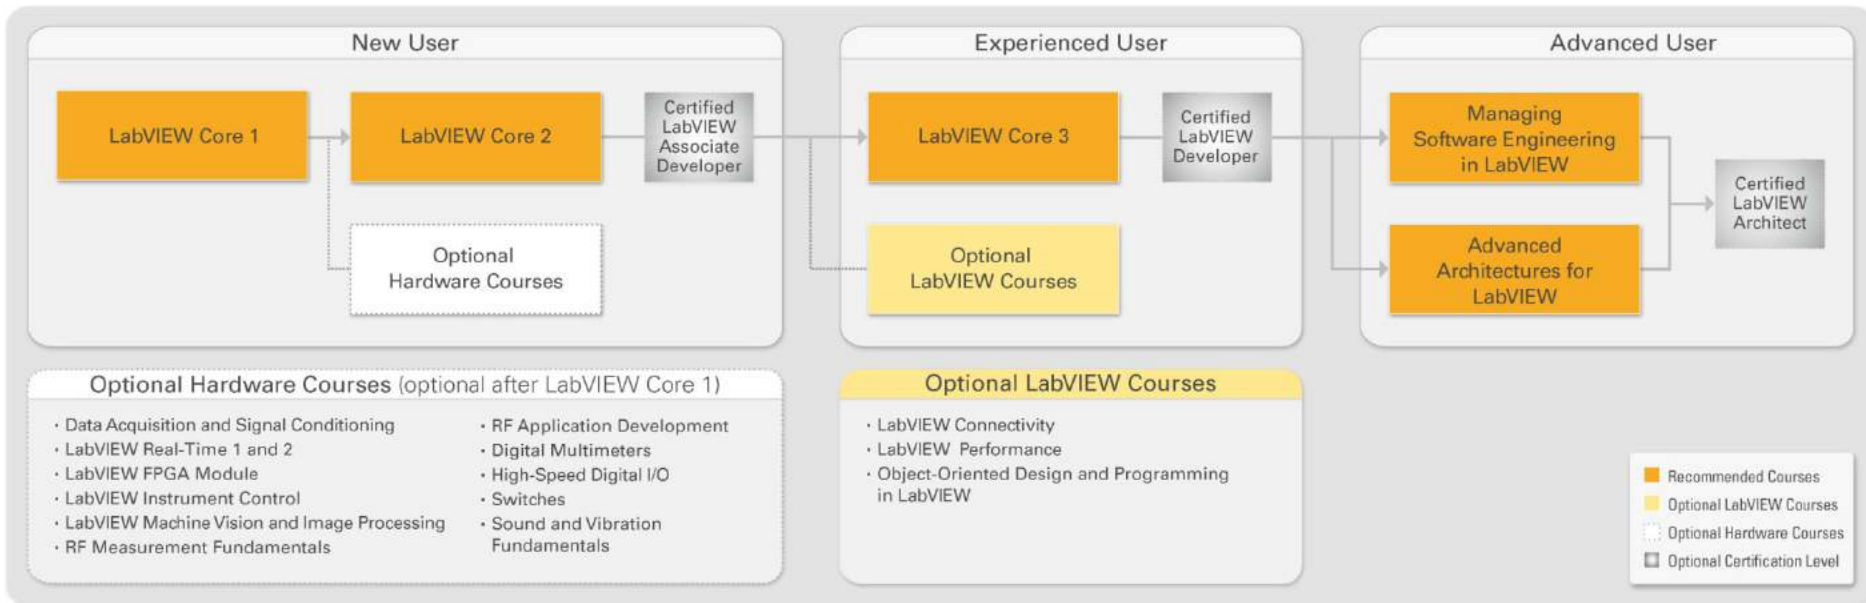 New User
LabVIEW Core 1
LabVIEW Core 2
Certified
LabVIEW
Associate
Developer
Optional
Hardware Courses
Experienced User
LabVIEW Core 3
Certified
LabVIEW
Developer
Optional
LabVIEW Courses
Advanced User
Managing
Software Engineering
in LabVIEW
Advanced
Architectures for
LabVIEW
Certified
LabVIEW
Architect
Optional Hardware Courses (optional after LabVIEW Core 1)
· Data Acquisition and Signal Conditioning
· LabVIEW Real-Time 1 and 2
· LabVIEW FPGA Module
· LabVIEW Instrument Control
· LabVIEW Machine Vision and Image Processing
· RF Measurement Fundamentals
· RF Application Development
· Digital Multimeters
· High-Speed Digital I/O
· Switches
· Sound and Vibration
Fundamentals
Optional LabVIEW Courses
· LabVIEW Connectivity
· LabVIEW Performance
· Object-Oriented Design and Programming
in LabVIEW
Recommended Courses
Optional LabVIEW Courses
Optional Hardware Courses
Optional Certification Level